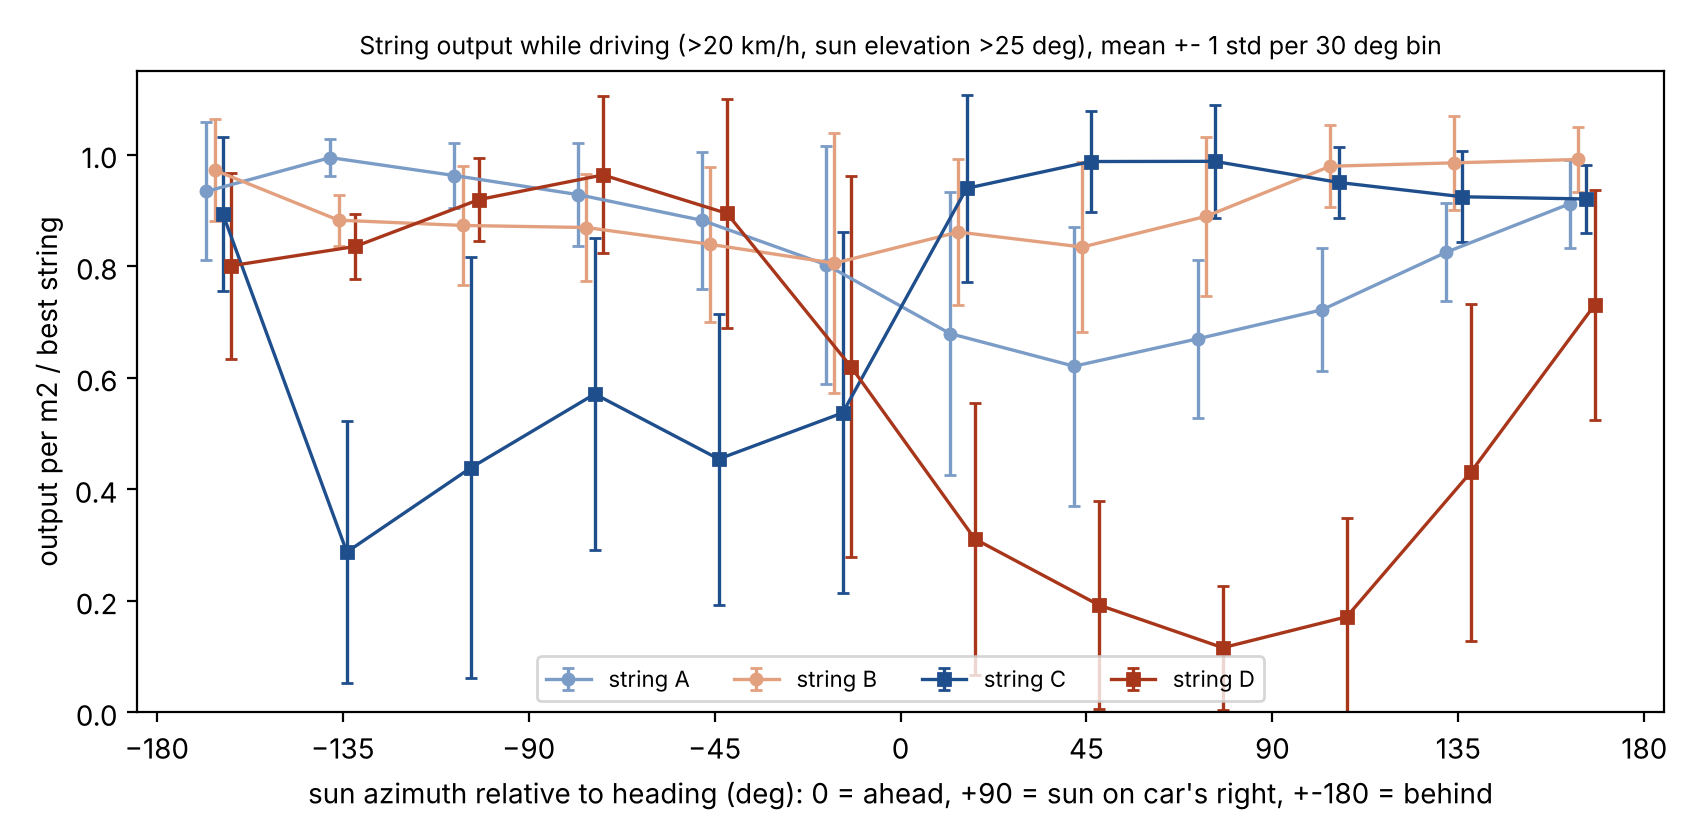 String output while driving (>20 km/h, sun elevation >25 deg), mean +- 1 std per 30 deg bin
output per m2 / best string
1.0
0.8
0.6
0.4
0.2
0.0
string A string B string C string D
−180 −135 −90 −45 0 45 90 135 180
sun azimuth relative to heading (deg): 0 = ahead, +90 = sun on car's right, +-180 = behind